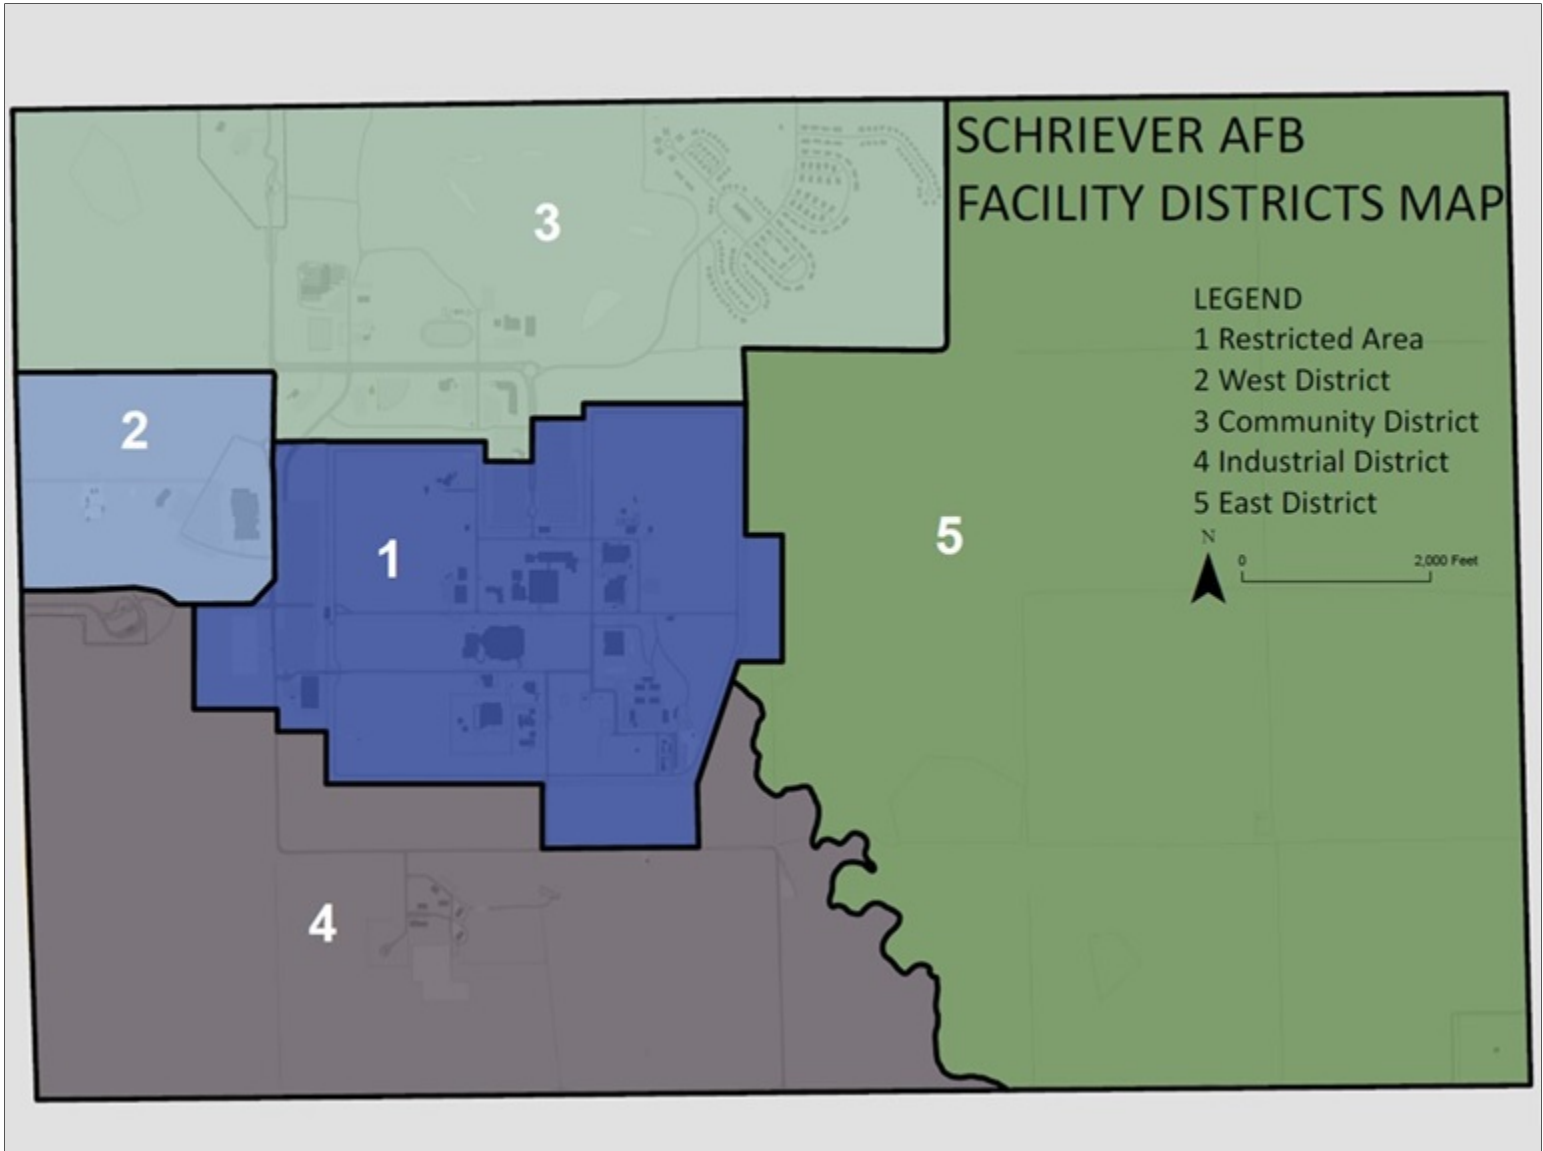 SCHRIEVER AFB
FACILITY DISTRICTS MAP
3
LEGEND
1 Restricted Area
2 West District
3 Community District
4 Industrial District
5 East District
2
1
5
N
0 2,000 Feet
4